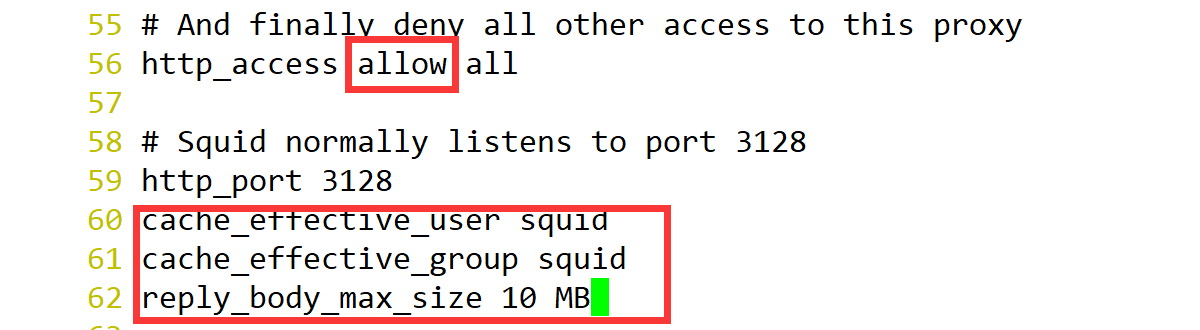 55 # And finally deny all other access to this proxy
56 http_access allow all
57
58 # Squid normally listens to port 3128
59 http_port 3128
60 cache_effective_user squid
61 cache_effective_group squid
62 reply_body_max_size 10 MB